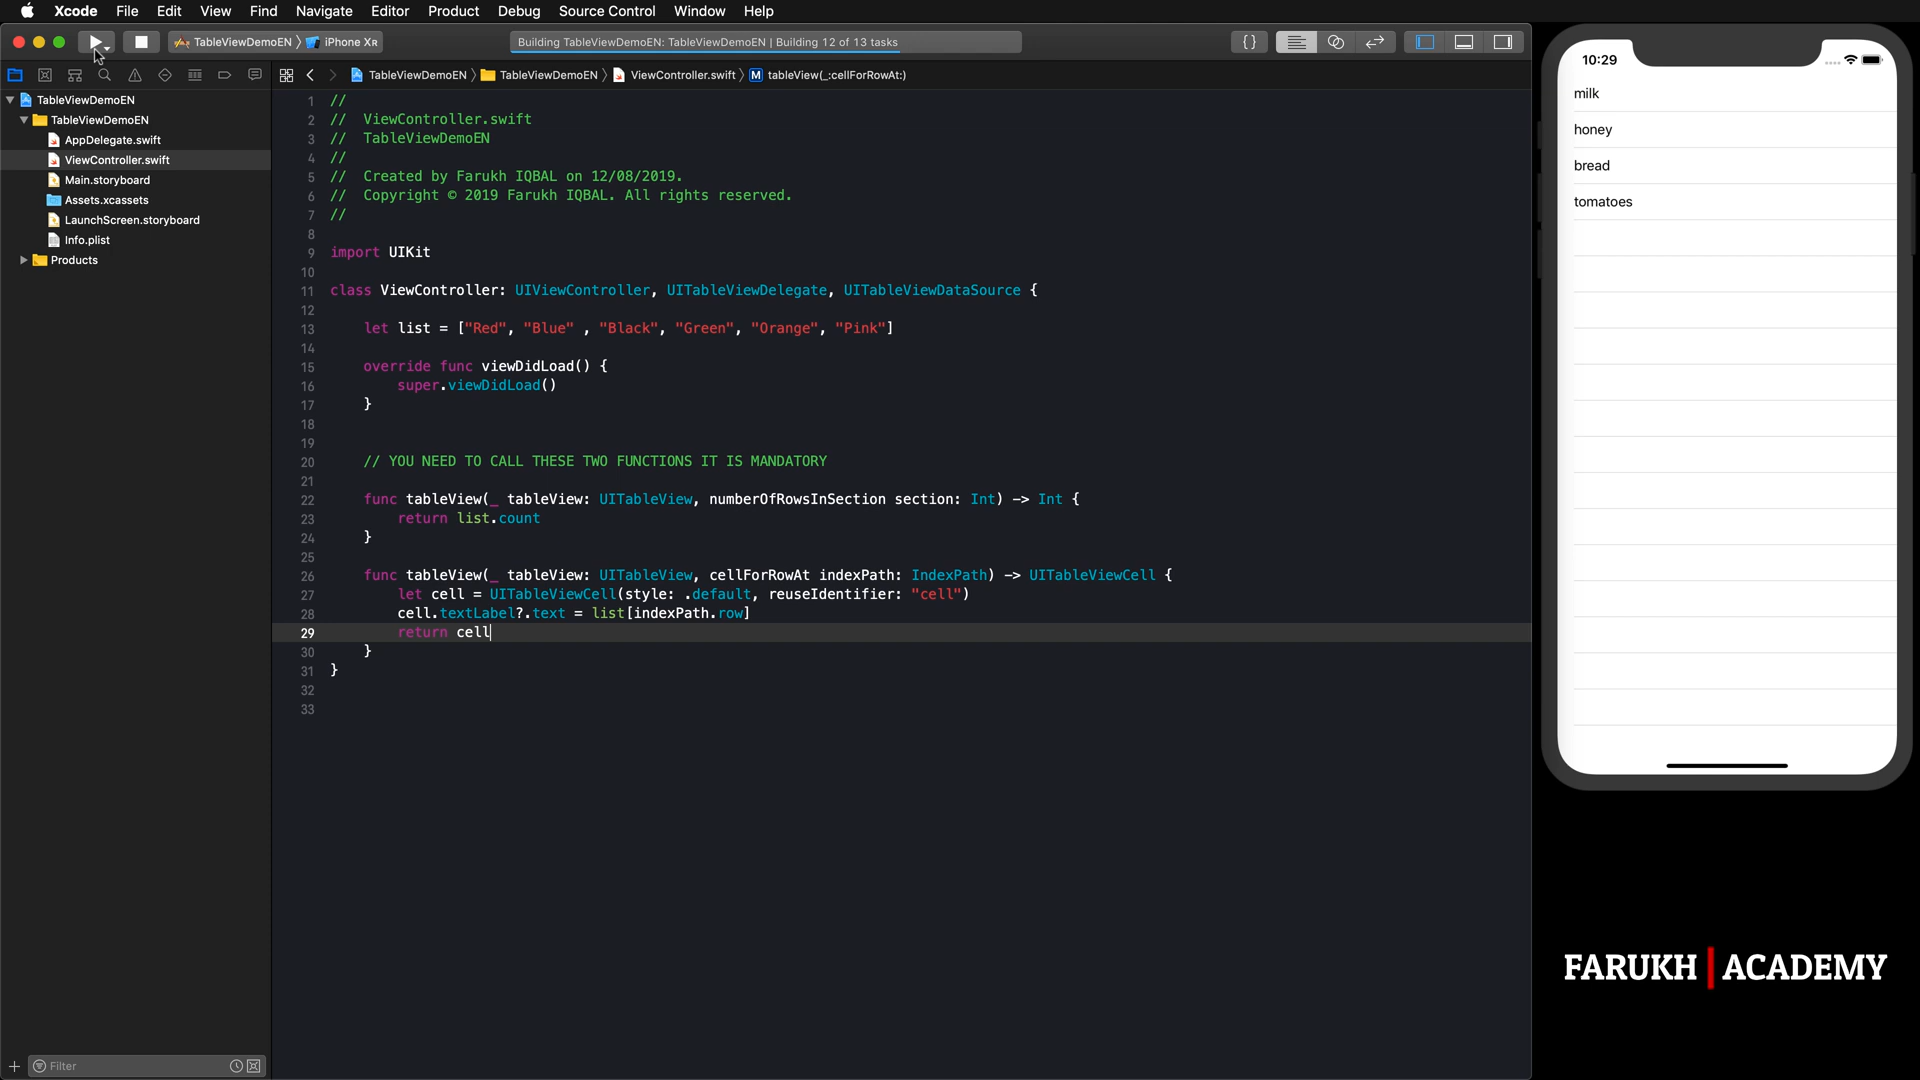 Xcode File Edit View Find Navigate Editor Product Debug Source Control Window Help
TableViewDemoEN iPhone XR Building TableViewDemoEN: TableViewDemoEN | Building 12 of 13 tasks {}
TableViewDemoEN TableViewDemoEN ViewController.swift M tableView(_:cellForRowAt:)
TableViewDemoEN
TableViewDemoEN
AppDelegate.swift
ViewController.swift
Main.storyboard
Assets.xcassets
LaunchScreen.storyboard
Info.plist
Products
Filter
1 //
2 // ViewController.swift
3 // TableViewDemoEN
4 //
5 // Created by Farukh IQBAL on 12/08/2019.
6 // Copyright © 2019 Farukh IQBAL. All rights reserved.
7 //
8
9 import UIKit
10
11 class ViewController: UIViewController, UITableViewDelegate, UITableViewDataSource {
12
13 let list = ["Red", "Blue" , "Black", "Green", "Orange", "Pink"]
14
15 override func viewDidLoad() {
16 super.viewDidLoad()
17 }
18
19
20 // YOU NEED TO CALL THESE TWO FUNCTIONS IT IS MANDATORY
21
22 func tableView(_ tableView: UITableView, numberOfRowsInSection section: Int) -> Int {
23 return list.count
24 }
25
26 func tableView(_ tableView: UITableView, cellForRowAt indexPath: IndexPath) -> UITableViewCell {
27 let cell = UITableViewCell(style: .default, reuseIdentifier: "cell")
28 cell.textLabel?.text = list[indexPath.row]
29 return cell
30 }
31 }
32
33
10:29
milk
honey
bread
tomatoes
FARUKH | ACADEMY